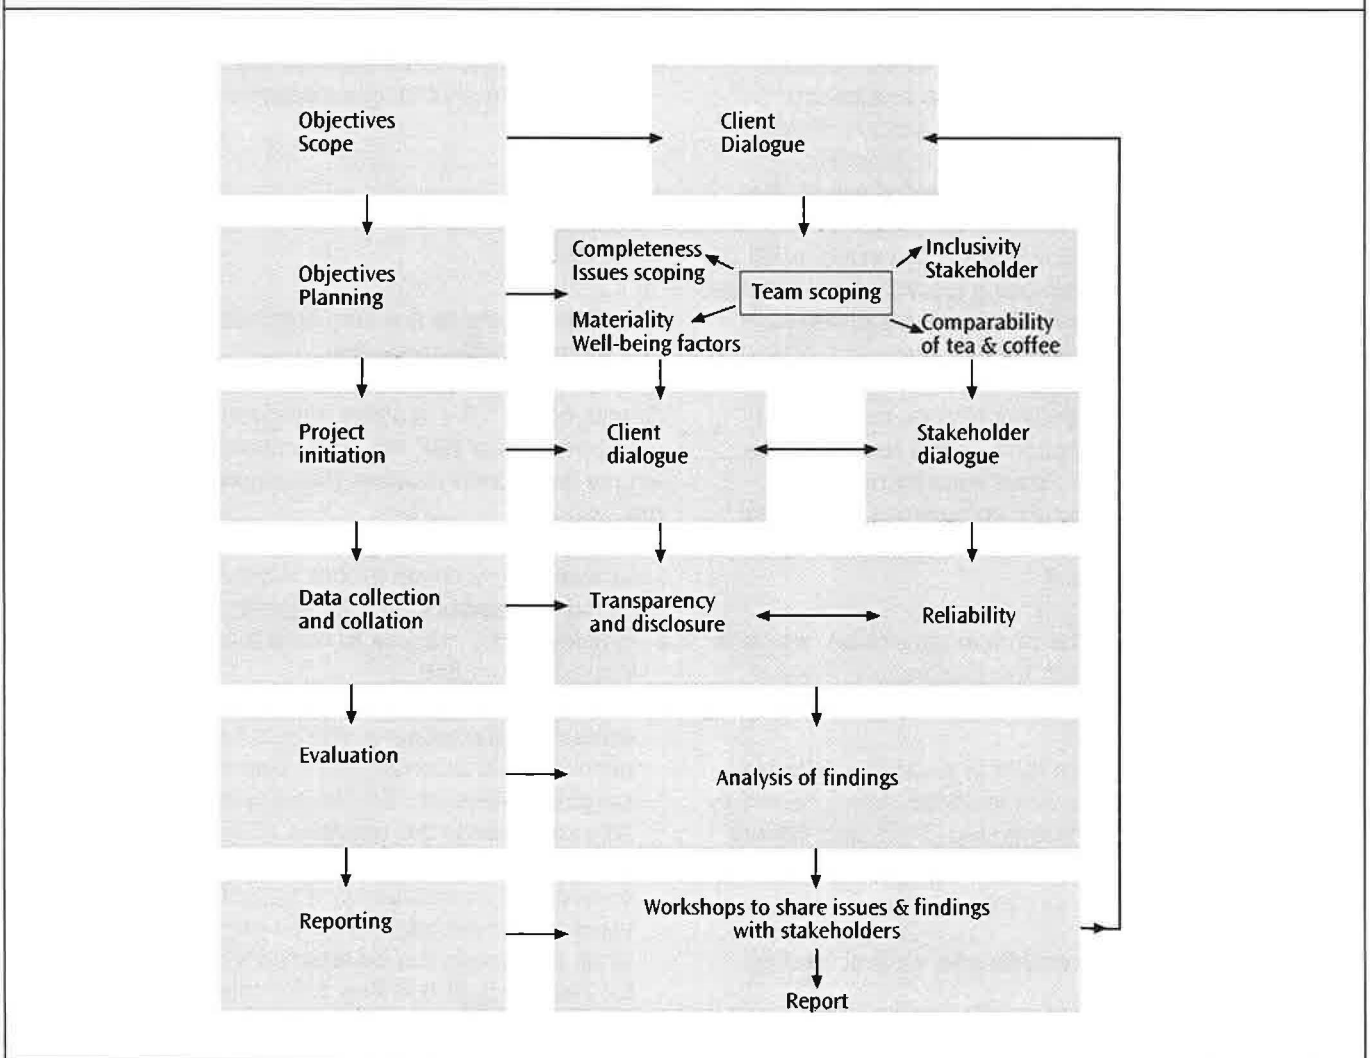 Objectives
Scope
Client
Dialogue
Objectives
Planning
Completeness
Issues scoping
Inclusivity
Stakeholder
Team scoping
Materiality
Well-being factors
Comparability
of tea & coffee
Project
initiation
Client
dialogue
Stakeholder
dialogue
Data collection
and collation
Transparency
and disclosure
Reliability
Evaluation
Analysis of findings
Reporting
Workshops to share issues & findings
with stakeholders
Report